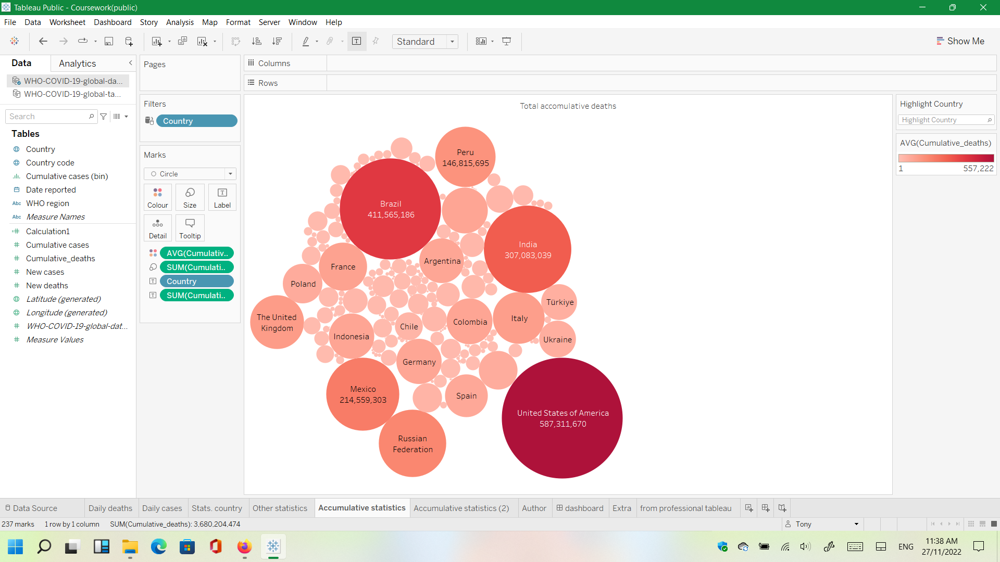 Tableau Public - Coursework(public)
File Data Worksheet Dashboard Story Analysis Map Format Server Window Help
Standard
Show Me
Data Analytics
WHO-COVID-19-global-da...
WHO-COVID-19-global-ta...
Search
Tables
Country
Country code
Cumulative cases (bin)
Date reported
Abc WHO region
Abc Measure Names
Calculation1
Cumulative cases
Cumulative_deaths
New cases
New deaths
Latitude (generated)
Longitude (generated)
WHO-COVID-19-global-dat...
Measure Values
Pages
Filters
Country
Marks
Circle
Colour Size Label
Detail Tooltip
AVG(Cumulativ..
SUM(Cumulati..
Country
SUM(Cumulati..
Columns
Rows
Total accomulative deaths
Peru
146,815,695
Brazil
411,565,186
India
307,083,039
Argentina
France
Poland
Türkiye
The United
Kingdom
Italy
Colombia
Chile
Indonesia
Ukraine
Germany
Mexico
214,559,303
Spain
United States of America
587,311,670
Russian
Federation
Highlight Country
Highlight Country
AVG(Cumulative_deaths)
1 557,222
Data Source Daily deaths Daily cases Stats. country Other statistics Accumulative statistics Accumulative statistics (2) Author dashboard Extra from professional tableau
237 marks 1 row by 1 column SUM(Cumulative_deaths): 3,680,204,474
Tony
ENG
11:38 AM
27/11/2022